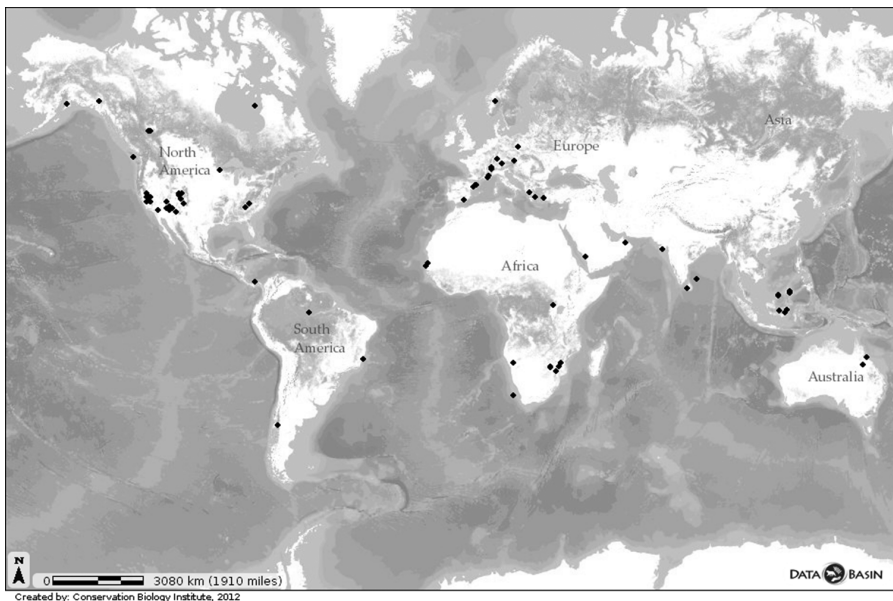 Asia
North
America
Europe
Africa
South
America
Australia
N
0 3080 km (1910 miles)
DATA BASIN
Created by: Conservation Biology Institute, 2012